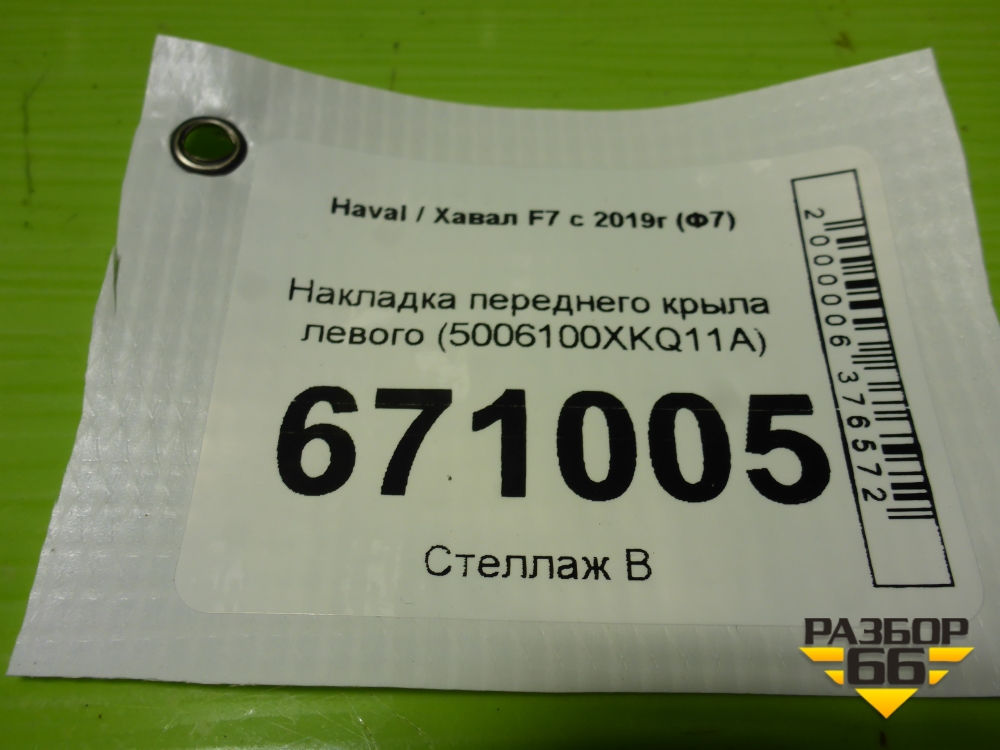 Haval / Хавал F7 с 2019г (Ф7)
Накладка переднего крыла
левого (5006100XKQ11A)
671005
Стеллаж В
2000006376572
РАЗБОР
66